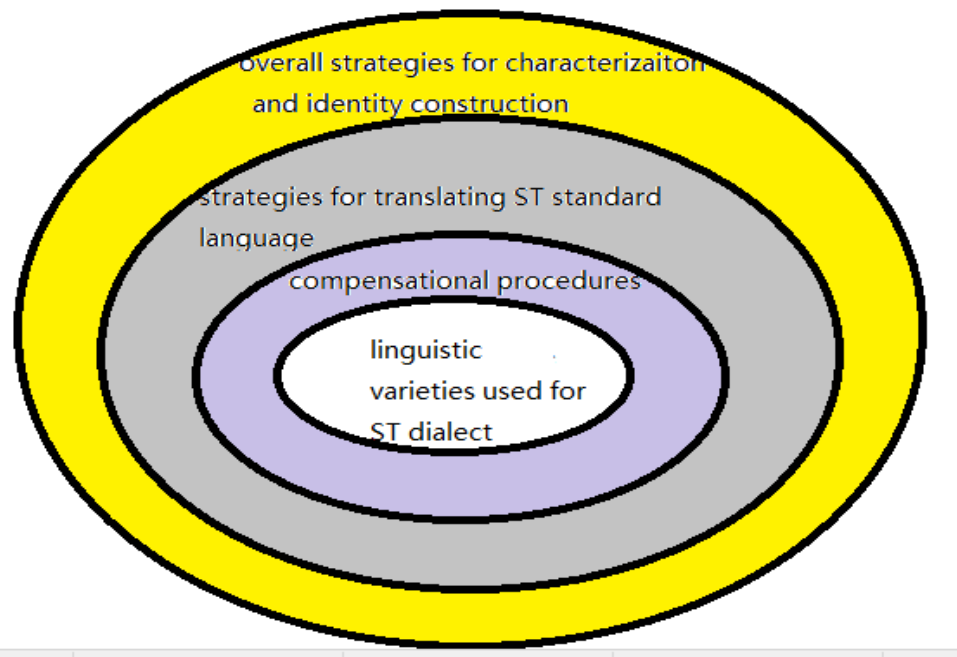 overall strategies for characterizaiton
and identity construction
strategies for translating ST standard
language
compensational procedures
linguistic
varieties used for
ST dialect